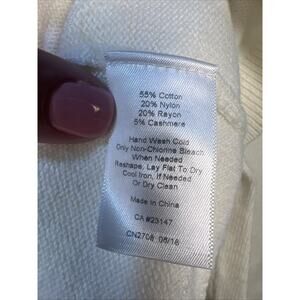 55% Cotton
20% Nylon
20% Rayon
5% Cashmere
Hand Wash Cold
Only Non-Chlorine Bleach
When Needed
Reshape, Lay Flat To Dry
Cool Iron, If Needed
Or Dry Clean
Made in China
CA #23147
CN2708 06/18